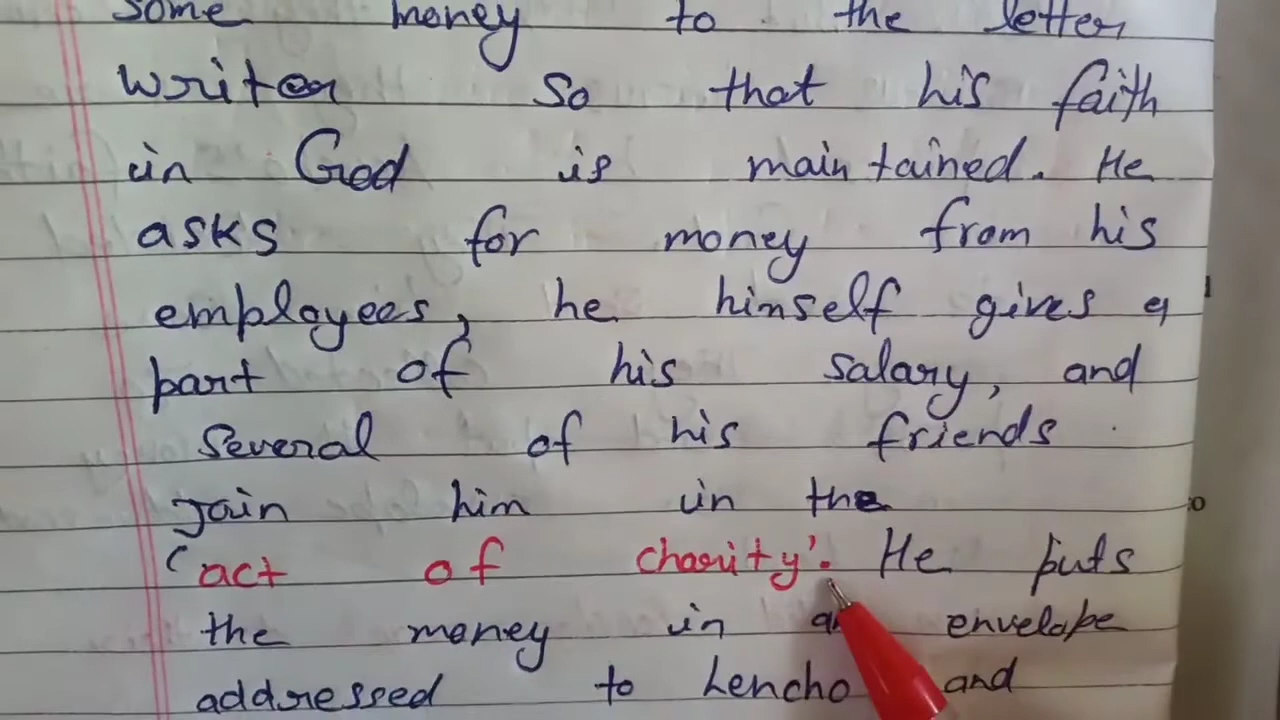 some money to the letter
writer so that his faith
in God is maintained. He
asks for money from his
employees, he himself gives a
part of his salary, and
several of his friends
join him in the
'act of charity'. He puts
the money in an envelope
addressed to Lencho and